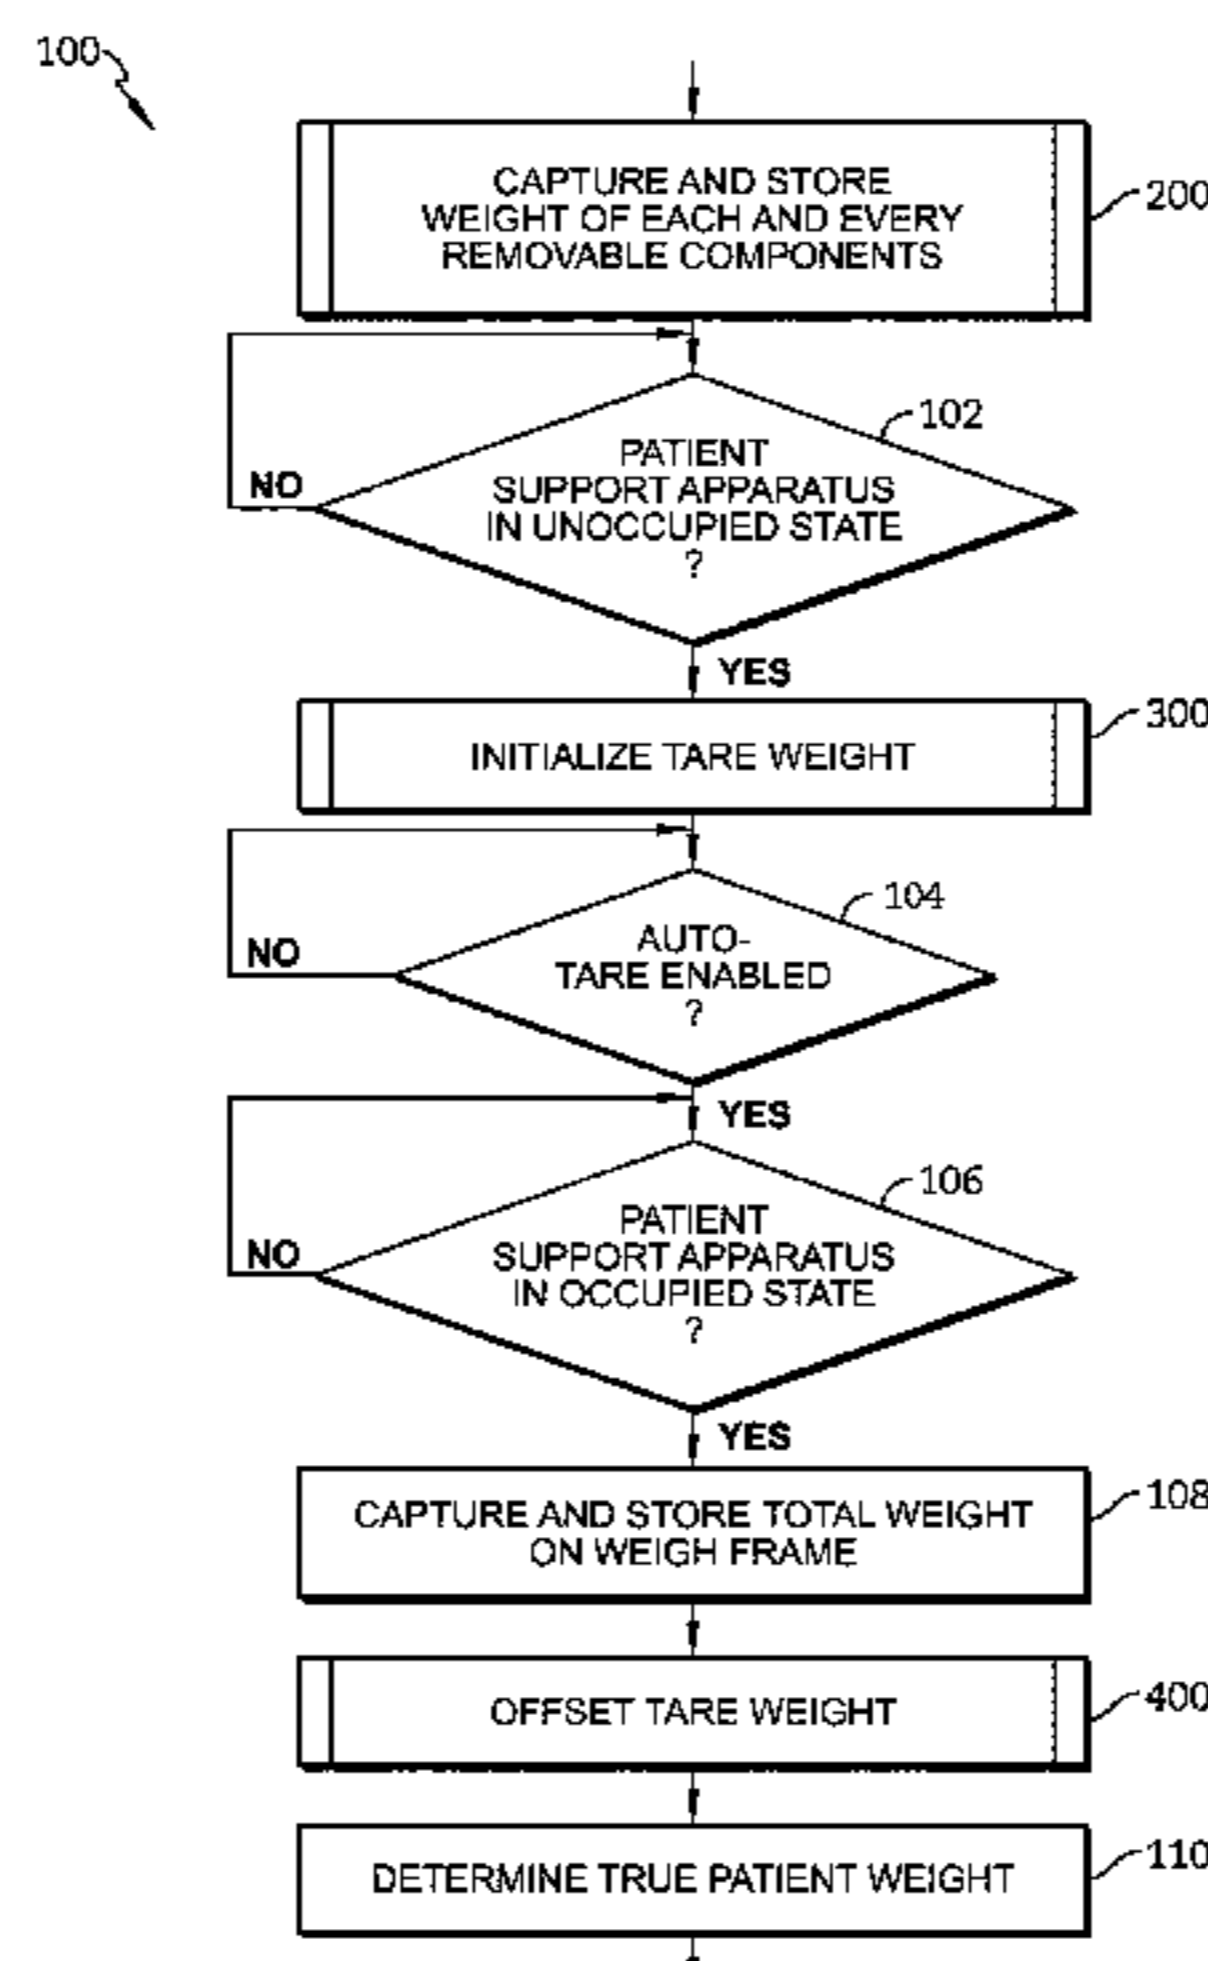 100
CAPTURE AND STORE
WEIGHT OF EACH AND EVERY
REMOVABLE COMPONENTS
200
102
PATIENT
SUPPORT APPARATUS
IN UNOCCUPIED STATE
?
NO
YES
300
INITIALIZE TARE WEIGHT
104
AUTO-
TARE ENABLED
?
NO
YES
106
PATIENT
SUPPORT APPARATUS
IN OCCUPIED STATE
?
NO
YES
108
CAPTURE AND STORE TOTAL WEIGHT
ON WEIGH FRAME
400
OFFSET TARE WEIGHT
110
DETERMINE TRUE PATIENT WEIGHT